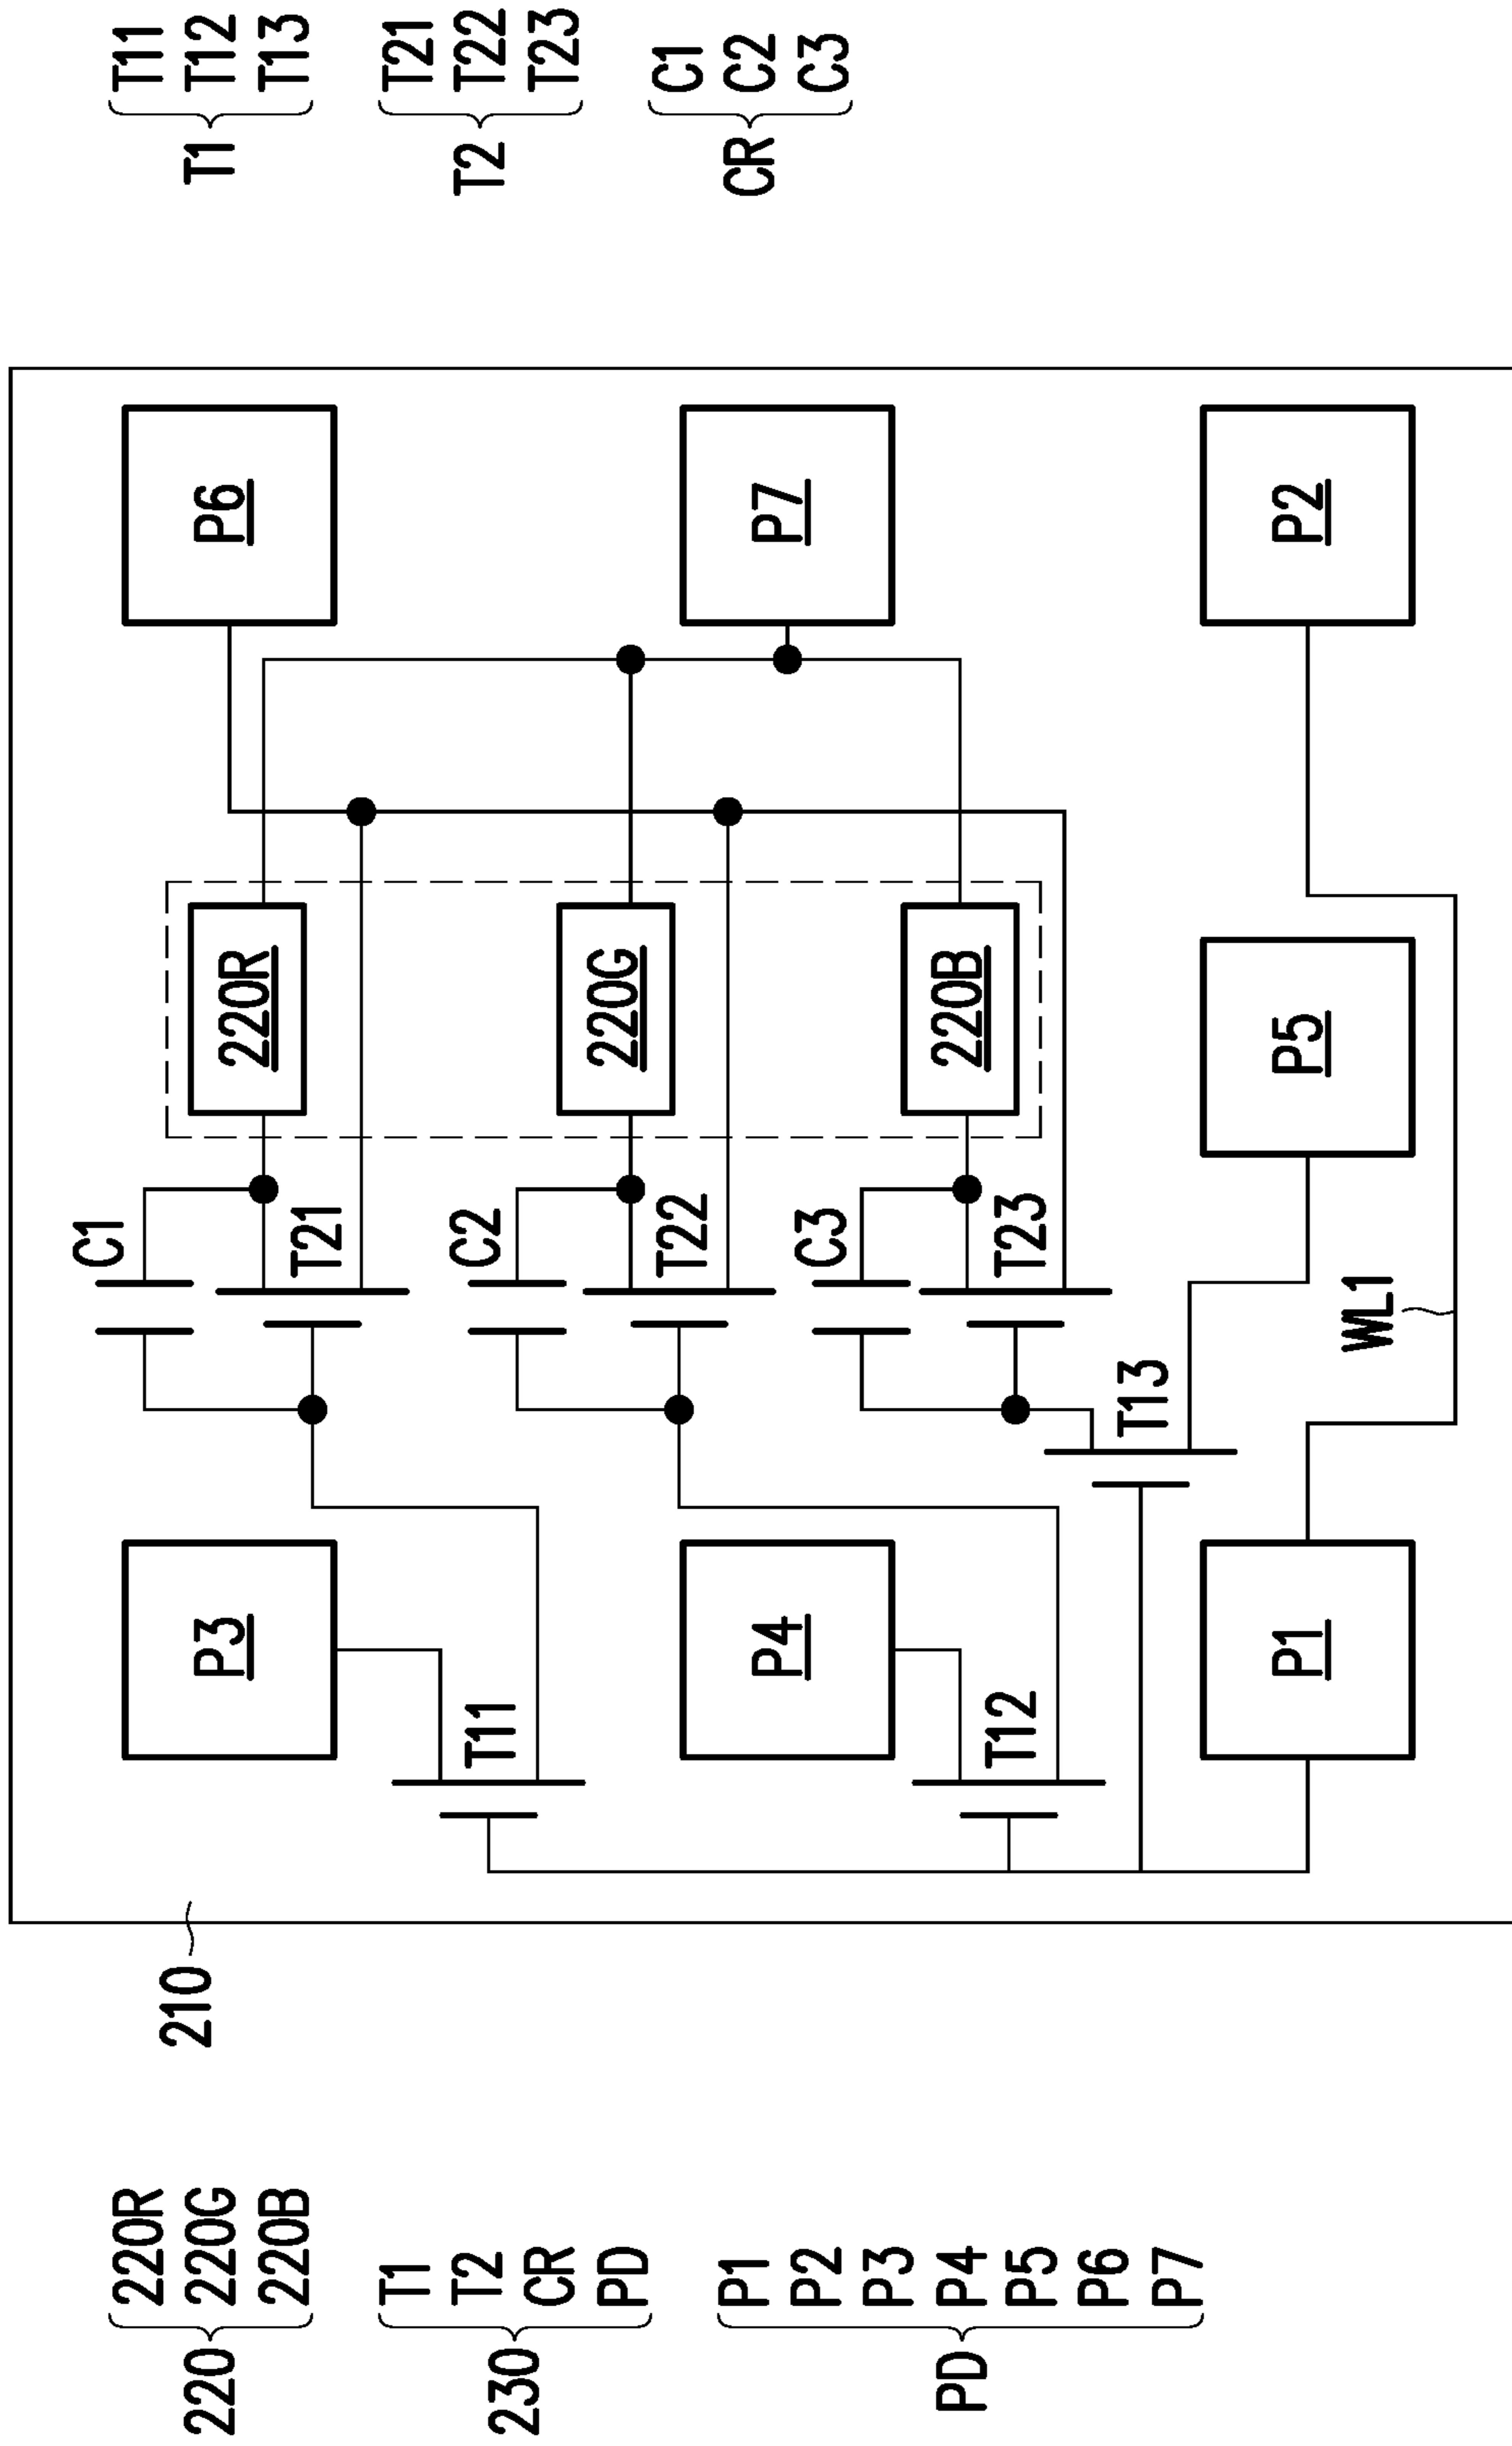 220 { 220R
220G
220B
230 { T1
T2
CR
PD
PD { P1
P2
P3
P4
P5
P6
P7
210
T1 { T11
T12
T13
T2 { T21
T22
T23
CR { C1
C2
C3
C1
P3
220R
P6
T21
T11
C2
P4
220G
P7
T22
T12
C3
220B
T23
T13
P1
P5
P2
WL1